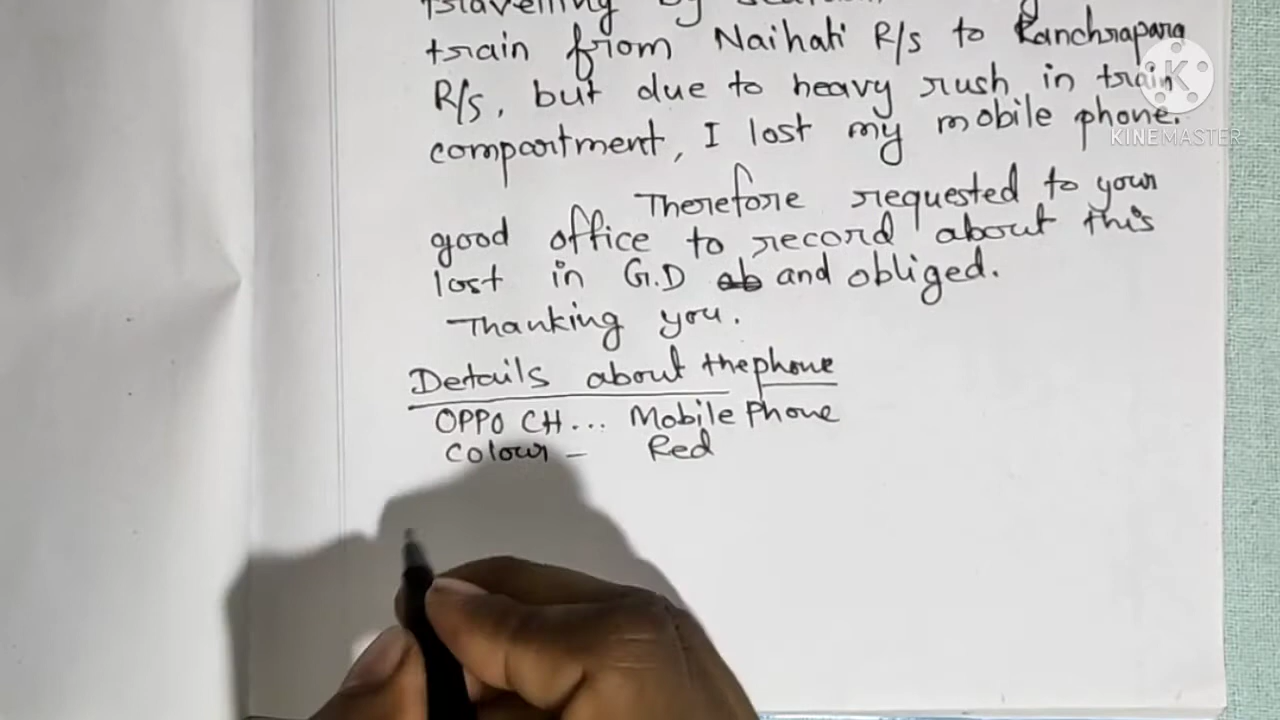 travelling by
train from Naihati R/s to Kanchrapara
R/s, but due to heavy rush in train
compartment, I lost my mobile phone.
Therefore requested to your
good office to record about this
lost in G.D ab and obliged.
Thanking you.
Details about the phone
OPPO CH... Mobile Phone
Colour - Red
KINEMASTER